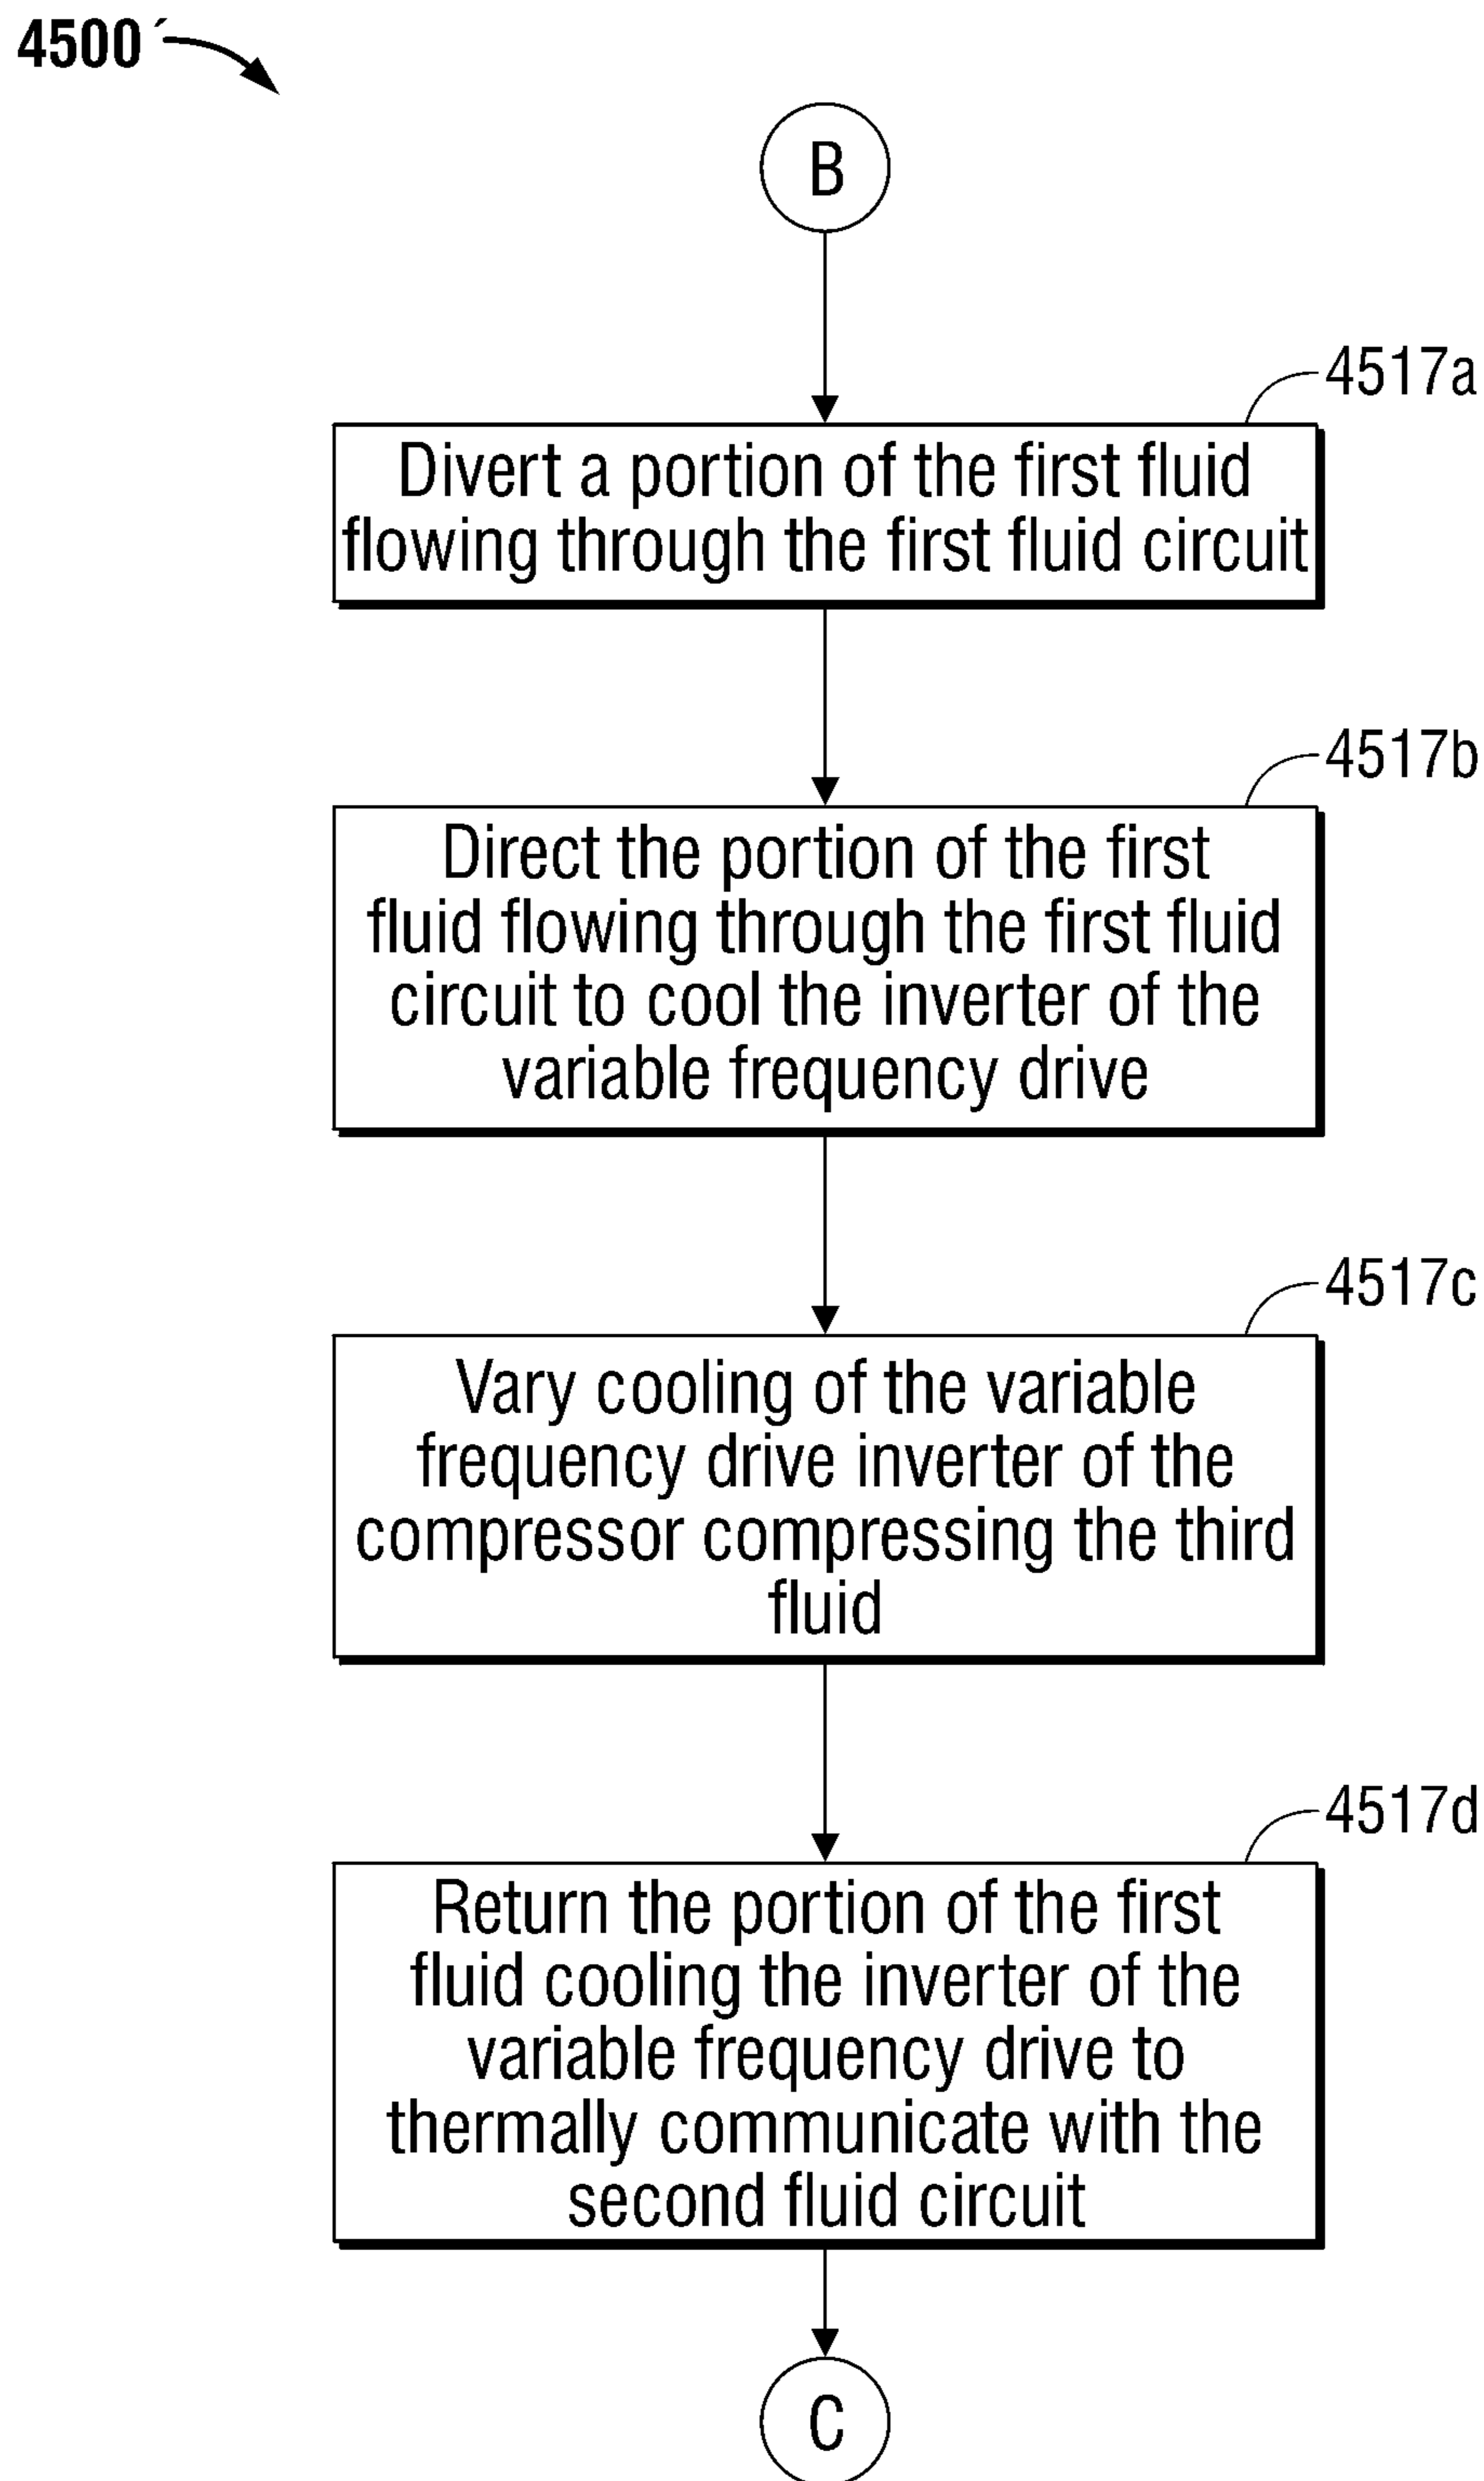 4500´
B
4517a
Divert a portion of the first fluid
flowing through the first fluid circuit
4517b
Direct the portion of the first
fluid flowing through the first fluid
circuit to cool the inverter of the
variable frequency drive
4517c
Vary cooling of the variable
frequency drive inverter of the
compressor compressing the third
fluid
4517d
Return the portion of the first
fluid cooling the inverter of the
variable frequency drive to
thermally communicate with the
second fluid circuit
C